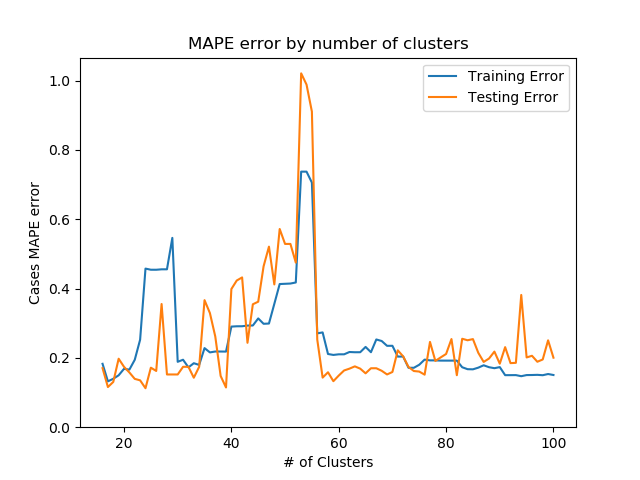 MAPE error by number of clusters
Training Error
Testing Error
Cases MAPE error
1.0
0.8
0.6
0.4
0.2
0.0
20 40 60 80 100
# of Clusters